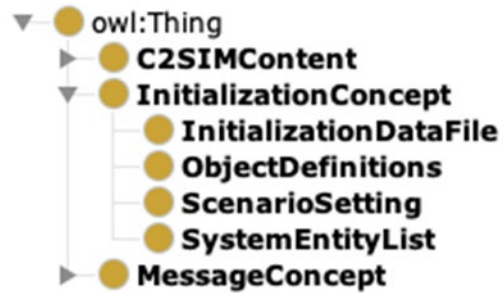 owl:Thing
C2SIMContent
InitializationConcept
InitializationDataFile
ObjectDefinitions
ScenarioSetting
SystemEntityList
MessageConcept